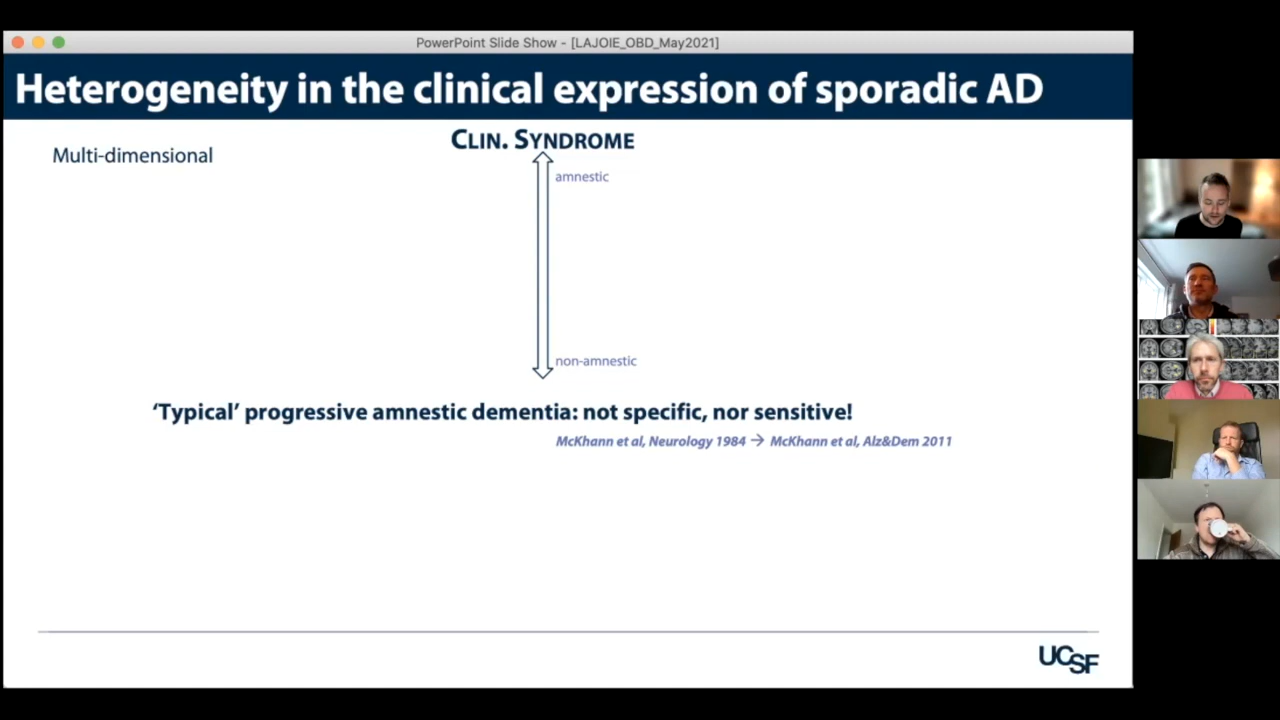 PowerPoint Slide Show - [LAJOIE_OBD_May2021]
Heterogeneity in the clinical expression of sporadic AD
CLIN. SYNDROME
Multi-dimensional
amnestic
non-amnestic
‘Typical’ progressive amnestic dementia: not specific, nor sensitive!
McKhann et al, Neurology 1984 → McKhann et al, Alz&Dem 2011
UCSF